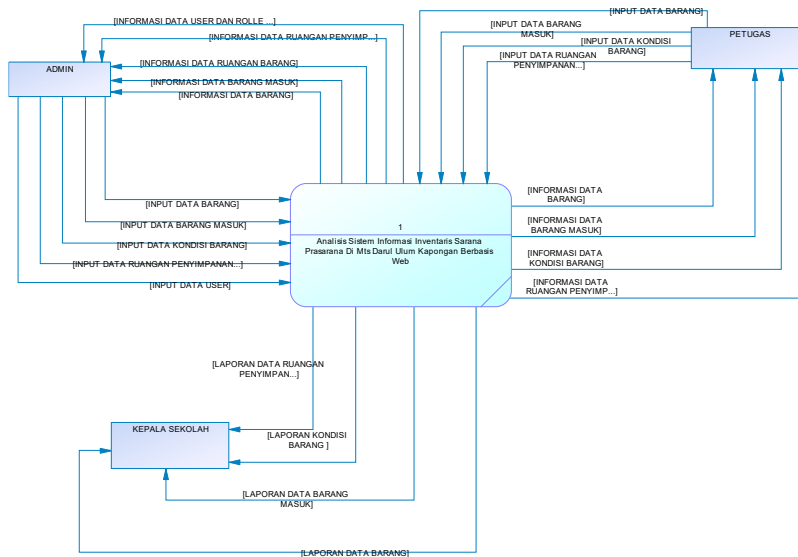 [INFORMASI DATA USER DAN ROLLE ...]
[INFORMASI DATA RUANGAN PENYIMP...]
ADMIN
[INFORMASI DATA RUANGAN BARANG]
[INFORMASI DATA BARANG MASUK]
[INFORMASI DATA BARANG]
[INPUT DATA BARANG]
[INPUT DATA BARANG
MASUK]
[INPUT DATA KONDISI
BARANG]
[INPUT DATA RUANGAN
PENYIMPANAN...]
PETUGAS
[INPUT DATA BARANG]
[INPUT DATA BARANG MASUK]
[INPUT DATA KONDISI BARANG]
[INPUT DATA RUANGAN PENYIMPANAN...]
[INPUT DATA USER]
1
Analisis Sistem Informasi Inventaris Sarana
Prasarana Di Mts Darul Ulum Kapongan Berbasis
Web
[INFORMASI DATA
BARANG]
[INFORMASI DATA
BARANG MASUK]
[INFORMASI DATA
KONDISI BARANG]
[INFORMASI DATA
RUANGAN PENYIMP...]
[LAPORAN DATA RUANGAN
PENYIMPAN...]
KEPALA SEKOLAH
[LAPORAN KONDISI
BARANG ]
[LAPORAN DATA BARANG
MASUK]
[LAPORAN DATA BARANG]